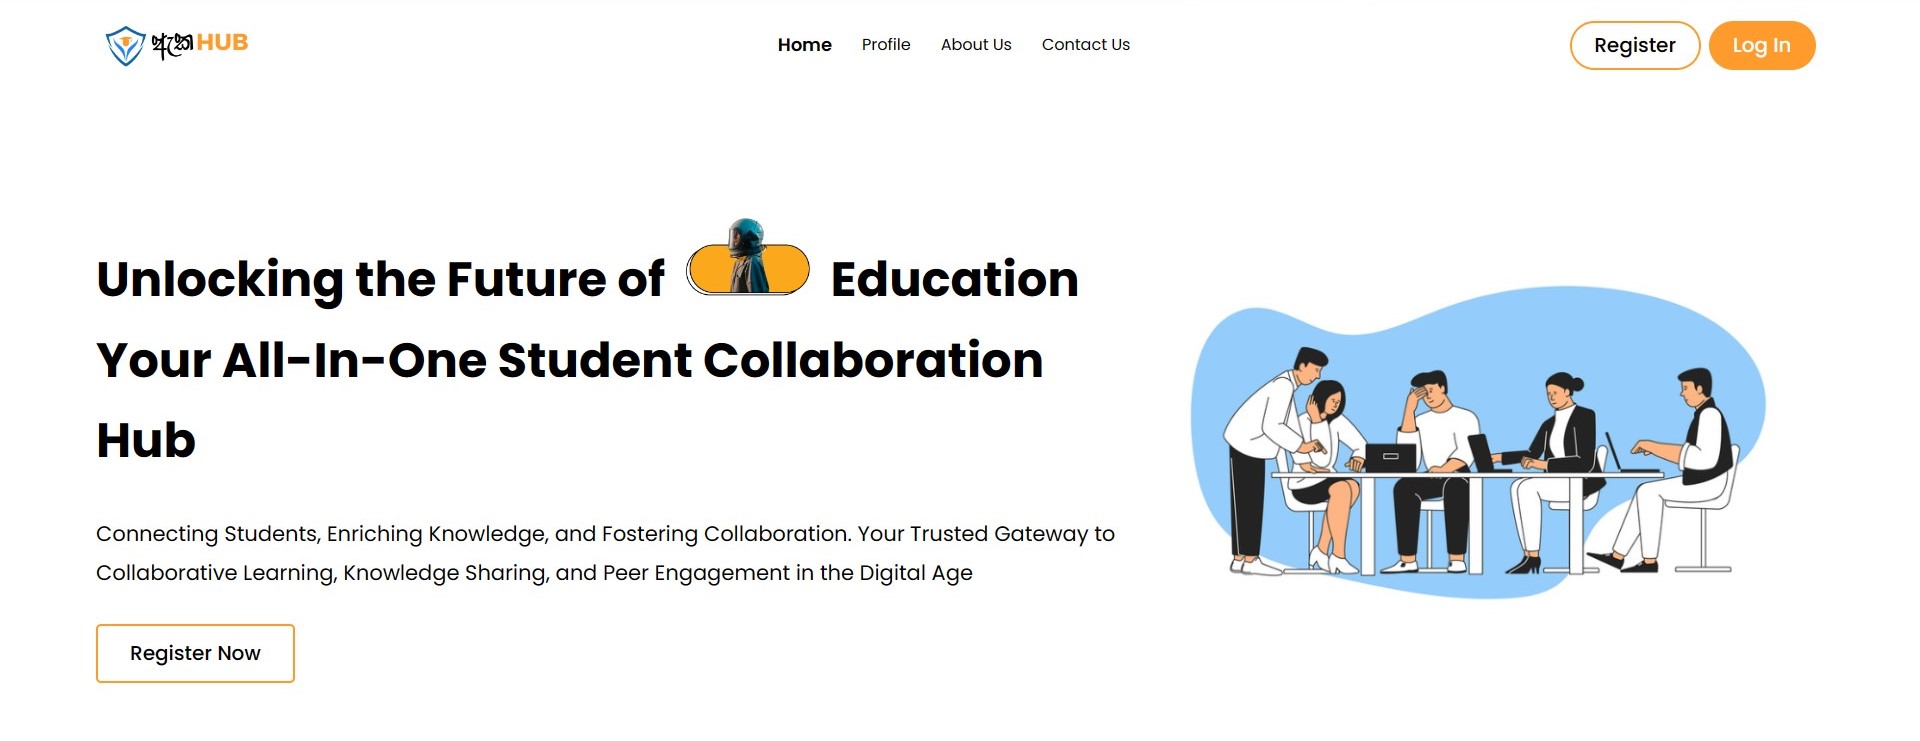 HUB
Home Profile About Us Contact Us
Register Log In
Unlocking the Future of Education
Your All-In-One Student Collaboration
Hub
Connecting Students, Enriching Knowledge, and Fostering Collaboration. Your Trusted Gateway to
Collaborative Learning, Knowledge Sharing, and Peer Engagement in the Digital Age
Register Now